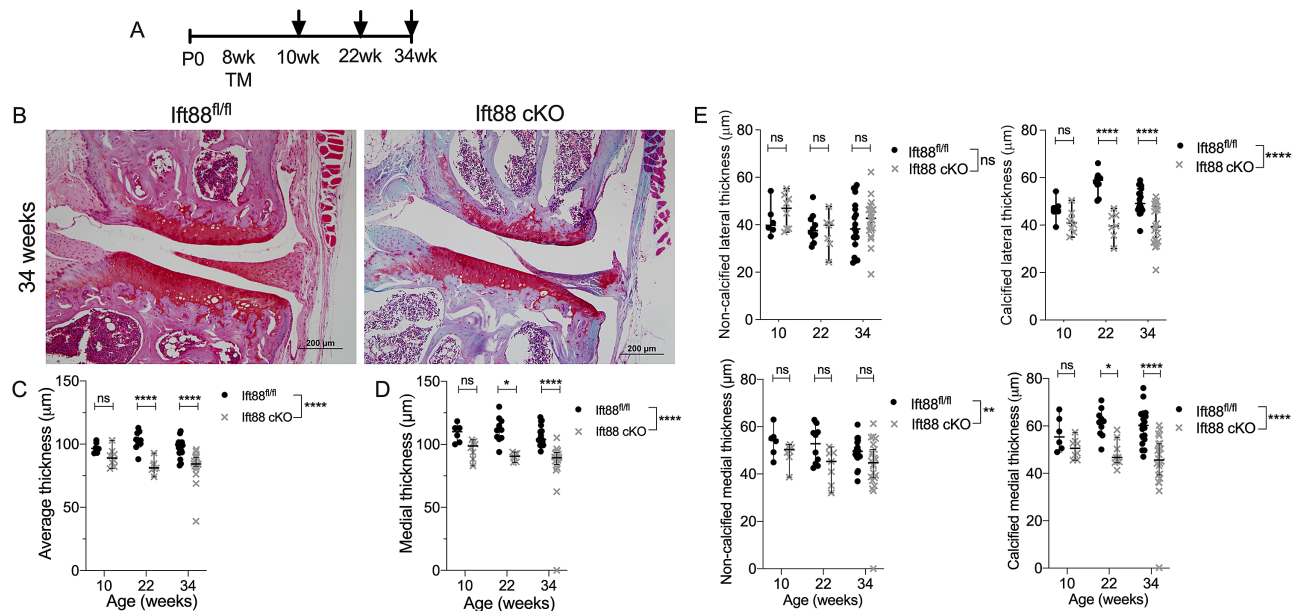 A
P0
8wk
TM
10wk
22wk
34wk
B
Ift88fl/fl
Ift88 cKO
34 weeks
200 µm
200 µm
C
150
100
50
0
Average thickness (µm)
ns
****
****
Ift88fl/fl
Ift88 cKO
****
10
22
34
Age (weeks)
D
150
100
50
0
Medial thickness (µm)
ns
*
****
Ift88fl/fl
Ift88 cKO
****
10
22
34
Age (weeks)
E
80
60
40
20
0
Non-calcified lateral thickness (µm)
ns
ns
ns
Ift88fl/fl
Ift88 cKO
ns
10
22
34
80
60
40
20
0
Calcified lateral thickness (µm)
ns
****
****
Ift88fl/fl
Ift88 cKO
****
10
22
34
80
60
40
20
0
Non-calcified medial thickness (µm)
ns
ns
ns
Ift88fl/fl
Ift88 cKO
**
10
22
34
Age (weeks)
80
60
40
20
0
Calcified medial thickness (µm)
ns
*
****
Ift88fl/fl
Ift88 cKO
****
10
22
34
Age (weeks)